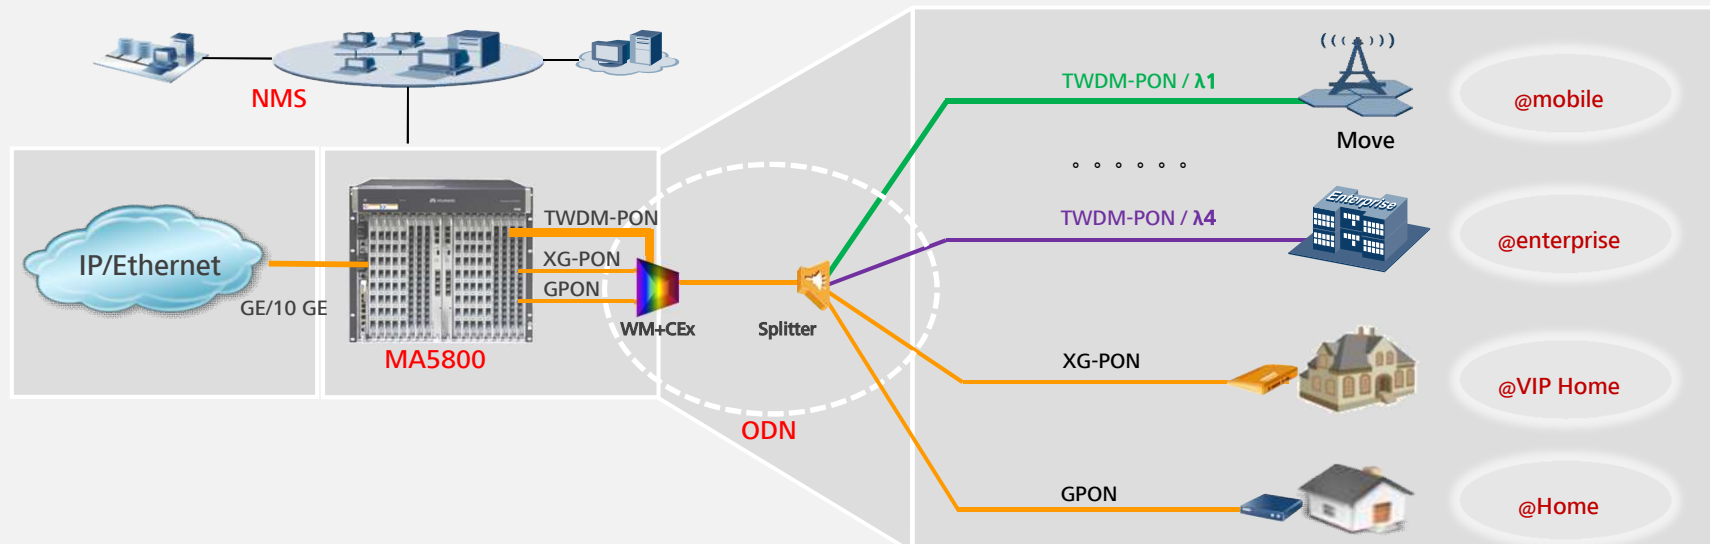 NMS
IP/Ethernet
GE/10 GE
MA5800
TWDM-PON
XG-PON
GPON
WM+CEx
Splitter
ODN
TWDM-PON / λ1
Move
@mobile
。。。。。。
TWDM-PON / λ4
Enterprise
@enterprise
XG-PON
@VIP Home
GPON
@Home